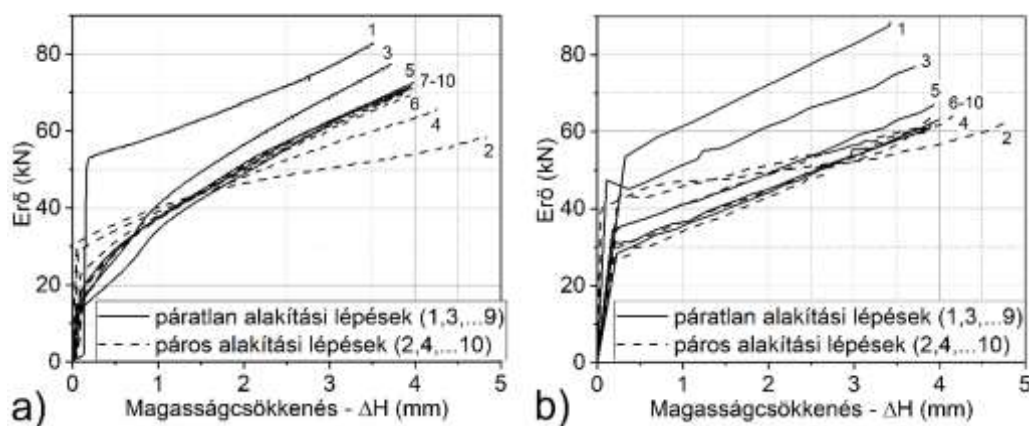 80
60
40
20
0
Erő (kN)
1
3
5
7-10
6
4
2
páratlan alakítási lépések (1,3,...9)
páros alakítási lépések (2,4,...10)
0 1 2 3 4 5
a) Magasságcsökkenés - ΔH (mm)
80
60
40
20
0
Erő (kN)
1
3
5
6-10
4
2
páratlan alakítási lépések (1,3,...9)
páros alakítási lépések (2,4,...10)
0 1 2 3 4 5
b) Magasságcsökkenés - ΔH (mm)